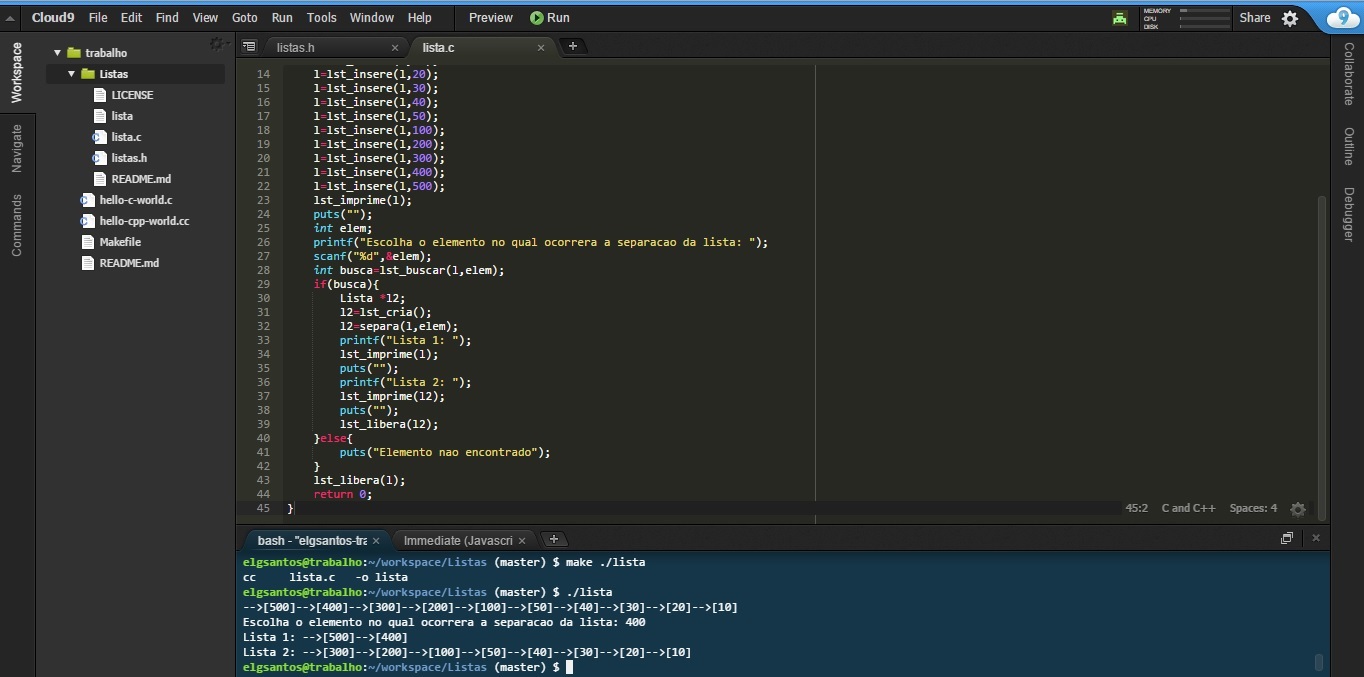 Cloud9 File Edit Find View Goto Run Tools Window Help Preview Run MEMORY CPU DISK Share 9
Workspace
Navigate
Commands
trabalho
Listas
LICENSE
lista
lista.c
listas.h
README.md
hello-c-world.c
hello-cpp-world.cc
Makefile
README.md
listas.h × lista.c × +
14 l=lst_insere(l,20);
15 l=lst_insere(l,30);
16 l=lst_insere(l,40);
17 l=lst_insere(l,50);
18 l=lst_insere(l,100);
19 l=lst_insere(l,200);
20 l=lst_insere(l,300);
21 l=lst_insere(l,400);
22 l=lst_insere(l,500);
23 lst_imprime(l);
24 puts("");
25 int elem;
26 printf("Escolha o elemento no qual ocorrera a separacao da lista: ");
27 scanf("%d",&elem);
28 int busca=lst_buscar(l,elem);
29 if(busca){
30 Lista *l2;
31 l2=lst_cria();
32 l2=separa(l,elem);
33 printf("Lista 1: ");
34 lst_imprime(l);
35 puts("");
36 printf("Lista 2: ");
37 lst_imprime(l2);
38 puts("");
39 lst_libera(l2);
40 }else{
41 puts("Elemento nao encontrado");
42 }
43 lst_libera(l);
44 return 0;
45 }
45:2 C and C++ Spaces: 4
Collaborate
Outline
Debugger
bash - "elgsantos-tra × Immediate (Javascri × +
elgsantos@trabalho:~/workspace/Listas (master) $ make ./lista
cc     lista.c   -o lista
elgsantos@trabalho:~/workspace/Listas (master) $ ./lista
-->[500]-->[400]-->[300]-->[200]-->[100]-->[50]-->[40]-->[30]-->[20]-->[10]
Escolha o elemento no qual ocorrera a separacao da lista: 400
Lista 1: -->[500]-->[400]
Lista 2: -->[300]-->[200]-->[100]-->[50]-->[40]-->[30]-->[20]-->[10]
elgsantos@trabalho:~/workspace/Listas (master) $